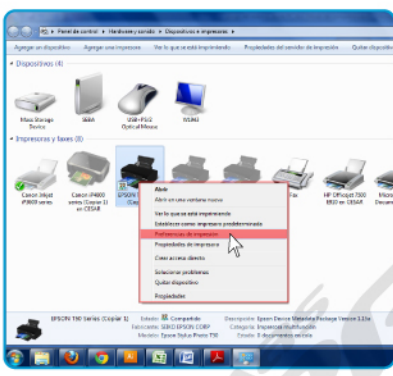 Panel de control ▸ Hardware y sonido ▸ Dispositivos e impresoras ▸
Agregar un dispositivo Agregar una impresora Ver lo que se está imprimiendo Propiedades del servidor de impresión Quitar dispositivo
Dispositivos (4)
Mass Storage Device
SEBA
USB-PS/2 Optical Mouse
Impresoras y faxes (8)
Canon Inkjet
series
Canon iP4800 series (Copiar 1) en CESAR
EPSON T50
Fax
HP Officejet 7500 E910 en CESAR
Abrir
Abrir en una ventana nueva
Ver lo que se está imprimiendo
Establecer como impresora predeterminada
Preferencias de impresión
Propiedades de impresora
Crear acceso directo
Solucionar problemas
Quitar dispositivo
Propiedades
EPSON T50 Series (Copiar 1) Estado: Compartido Descripción: Epson Device Metadata Package Version
Fabricante: SEIKO EPSON CORP Categoría: Impresora multifunción
Modelo: Epson Stylus Photo T50 Estado: 0 documentos en cola